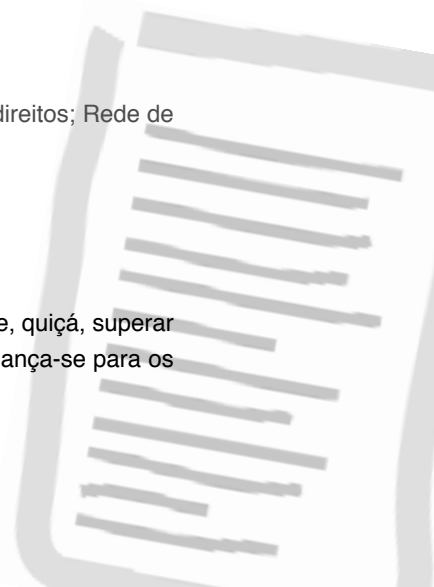 direitos; Rede de
e, quiçá, superar
ança-se para os